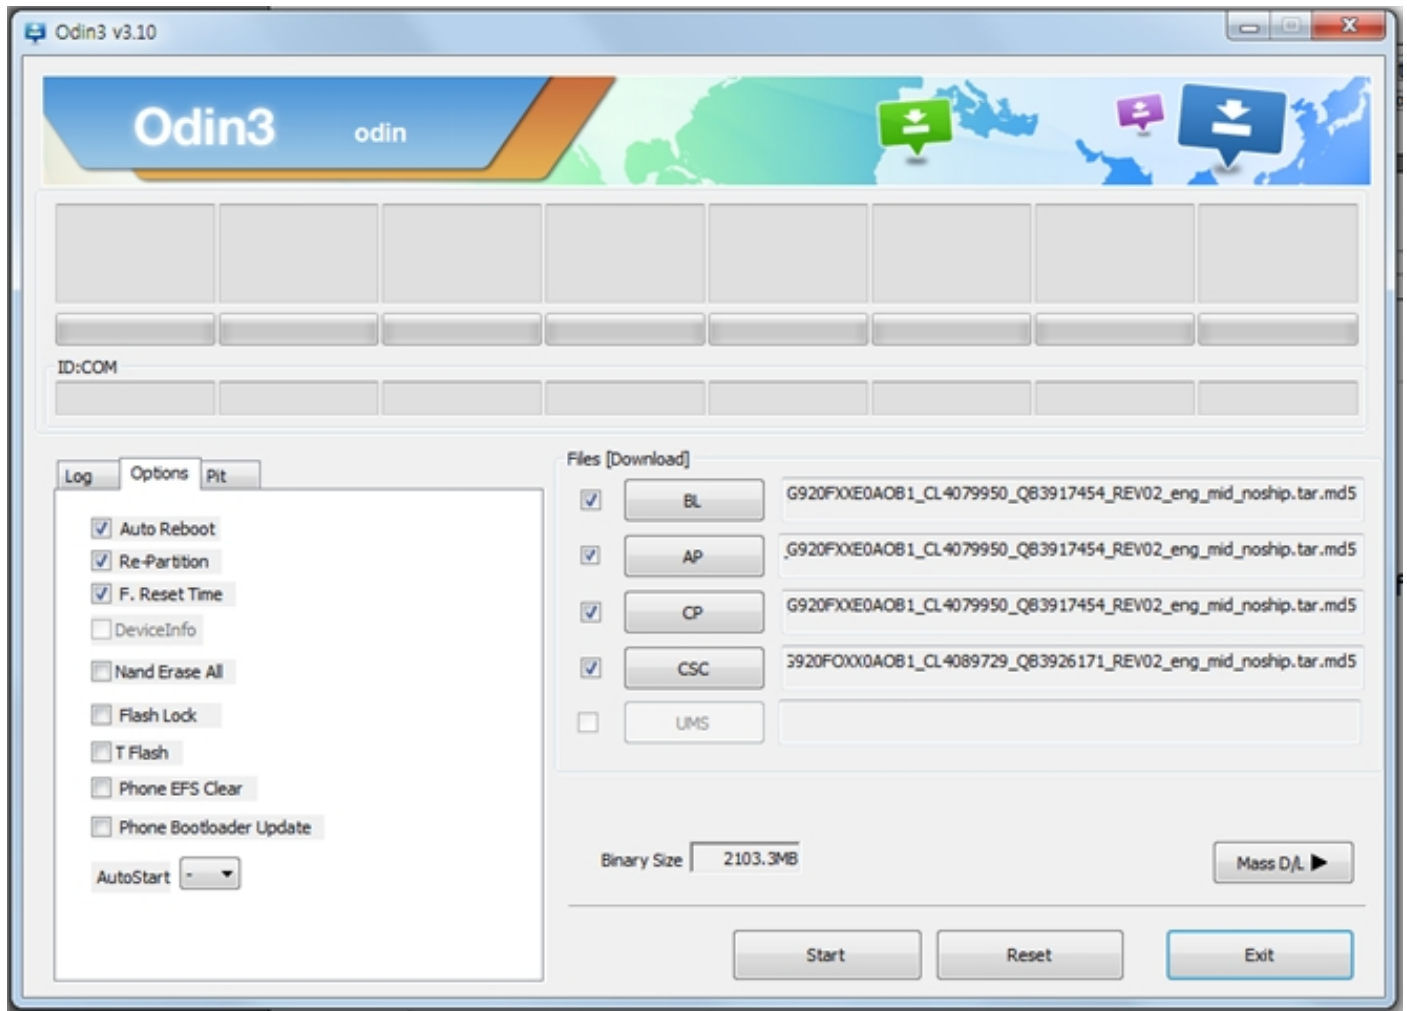 Odin3 v3.10
Odin3 odin
ID:COM
Log Options Pit
Auto Reboot
Re-Partition
F. Reset Time
DeviceInfo
Nand Erase All
Flash Lock
T Flash
Phone EFS Clear
Phone Bootloader Update
AutoStart -
Files [Download]
BL G920FXXE0AOB1_CL4079950_QB3917454_REV02_eng_mid_noship.tar.md5
AP _G920FXXE0AOB1_CL4079950_QB3917454_REV02_eng_mid_noship.tar.md5
CP G920FXXE0AOB1_CL4079950_QB3917454_REV02_eng_mid_noship.tar.md5
CSC G920FOXX0AOB1_CL4089729_QB3926171_REV02_eng_mid_noship.tar.md5
UMS
Binary Size 2103.3MB
Mass D/L
Start Reset Exit